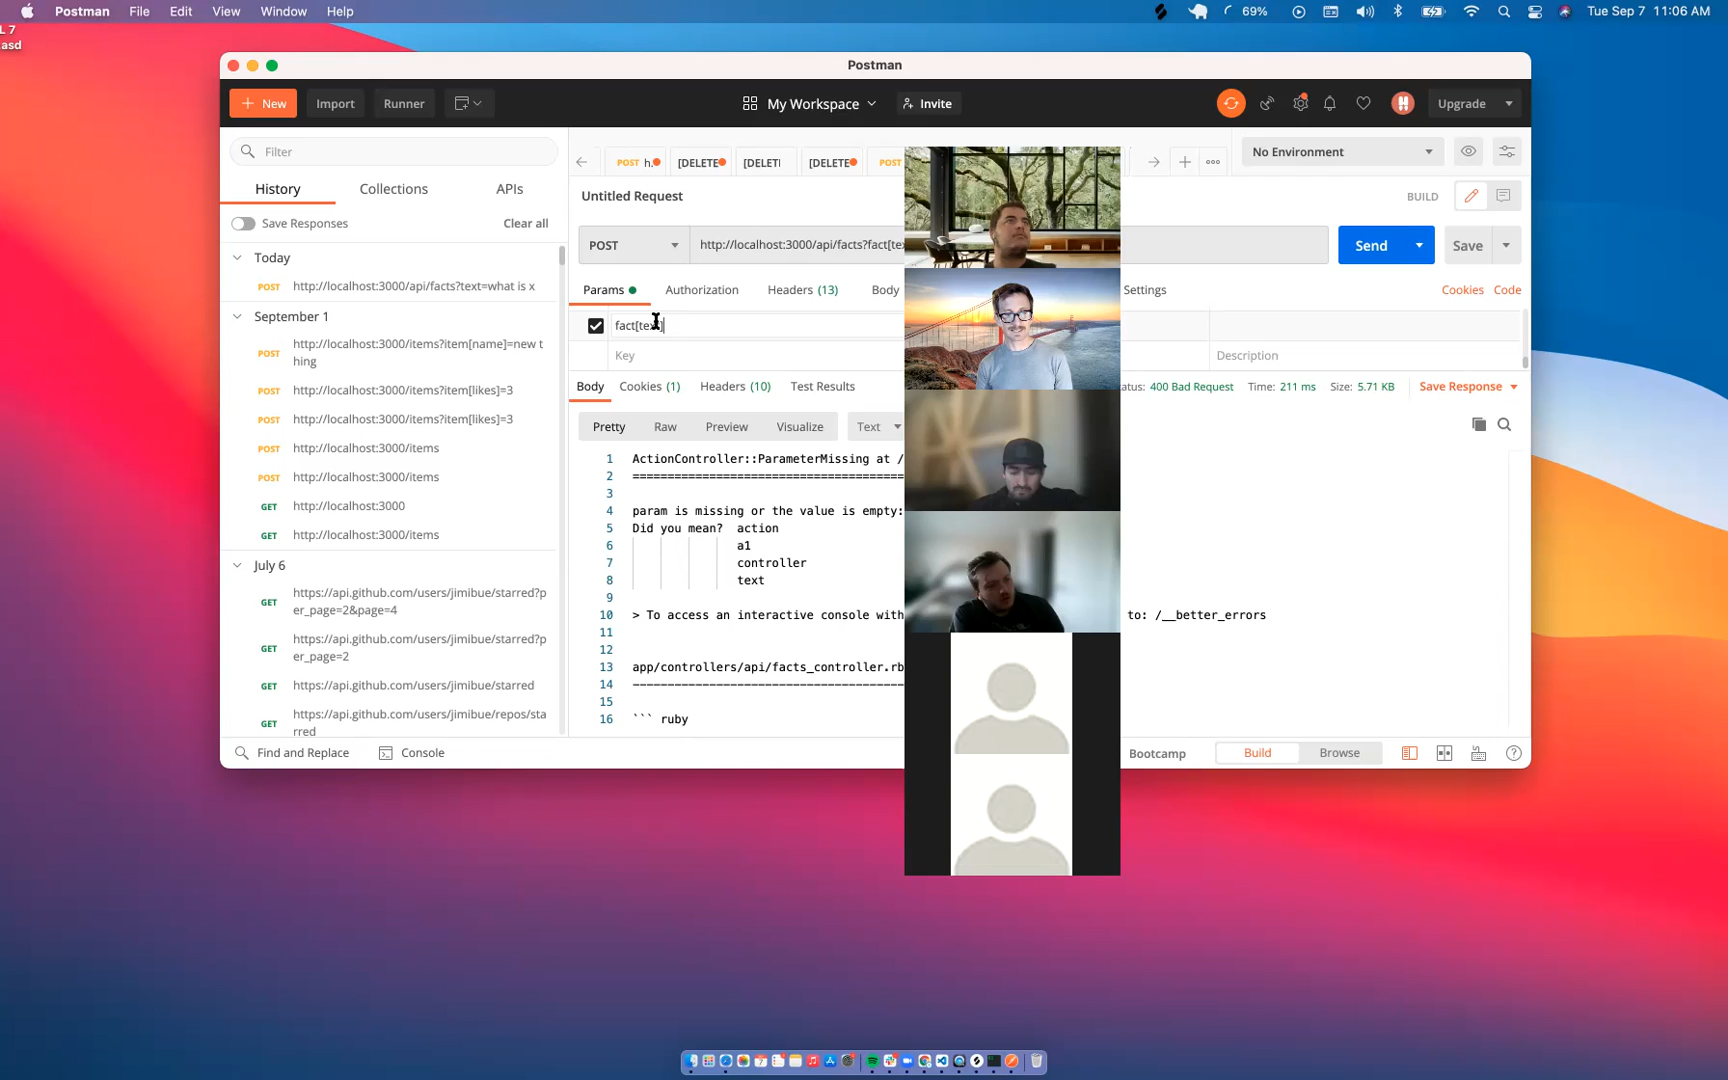 Postman File Edit View Window Help
69%
Tue Sep 7 11:06 AM
L 7
asd
Postman
New
Import
Runner
My Workspace
Invite
Upgrade
Filter
History
Collections
APIs
Save Responses
Clear all
Today
POST http://localhost:3000/api/facts?text=what is x
September 1
POST http://localhost:3000/items?item[name]=new t
hing
POST http://localhost:3000/items?item[likes]=3
POST http://localhost:3000/items?item[likes]=3
POST http://localhost:3000/items
POST http://localhost:3000/items
GET http://localhost:3000
GET http://localhost:3000/items
July 6
GET https://api.github.com/users/jimibue/starred?p
er_page=2&page=4
GET https://api.github.com/users/jimibue/starred?p
er_page=2
GET https://api.github.com/users/jimibue/starred
GET https://api.github.com/users/jimibue/repos/sta
rred
POST h.
[DELETE
[DELETI
[DELETE
POST
No Environment
Untitled Request
BUILD
POST
http://localhost:3000/api/facts?fact[te
Send
Save
Params
Authorization
Headers (13)
Body
Settings
Cookies
Code
fact[text]
Key
Description
Body
Cookies (1)
Headers (10)
Test Results
tatus: 400 Bad Request
Time: 211 ms
Size: 5.71 KB
Save Response
Pretty
Raw
Preview
Visualize
Text
1 ActionController::ParameterMissing at /
2 =======================================
3
4 param is missing or the value is empty:
5 Did you mean? action
6 a1
7 controller
8 text
9
10 > To access an interactive console with to: /__better_errors
11
12
13 app/controllers/api/facts_controller.rb
14 ---------------------------------------
15
16 ``` ruby
Find and Replace
Console
Bootcamp
Build
Browse